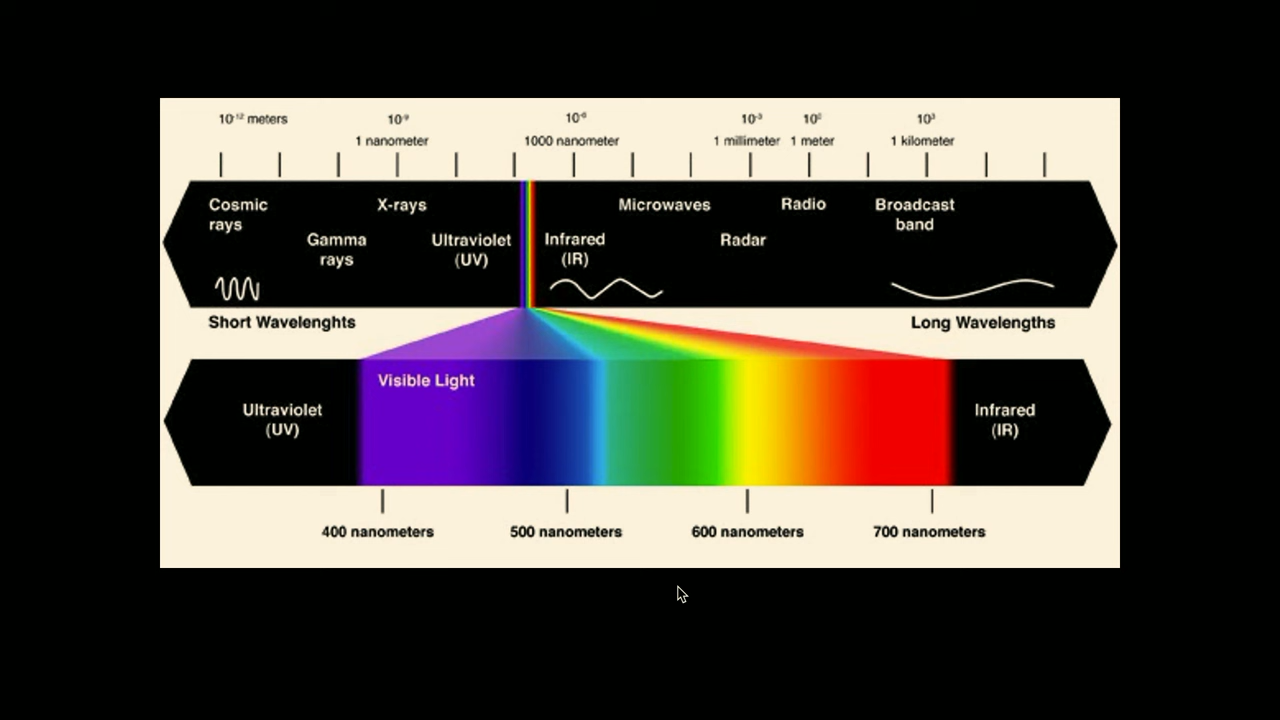 10⁻¹² meters 10⁻⁹ 10⁻⁶ 10⁻³ 10⁰ 10³
1 nanometer 1000 nanometer 1 millimeter 1 meter 1 kilometer
Cosmic
rays
X-rays
Microwaves
Radio
Broadcast
band
Gamma
rays
Ultraviolet
(UV)
Infrared
(IR)
Radar
Short Wavelenghts
Long Wavelengths
Visible Light
Ultraviolet
(UV)
Infrared
(IR)
400 nanometers 500 nanometers 600 nanometers 700 nanometers